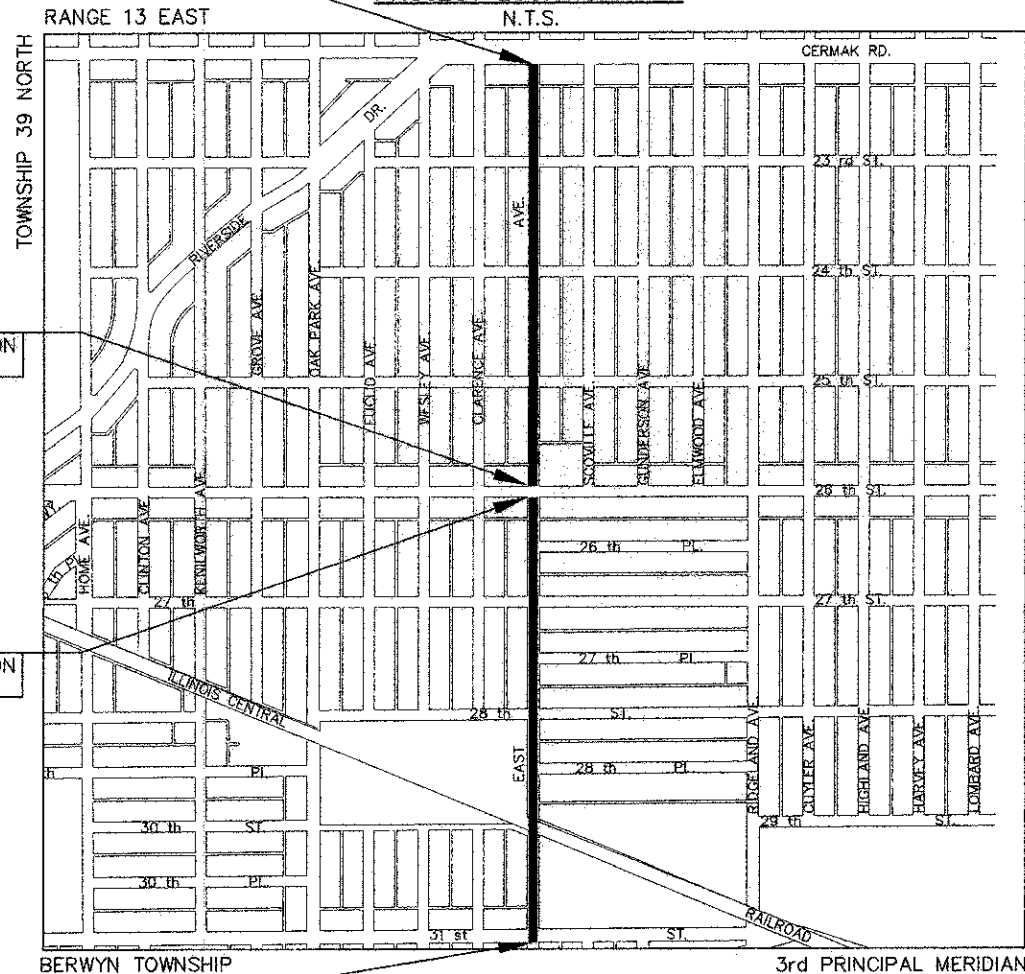 N.T.S.
RANGE 13 EAST
TOWNSHIP 39 NORTH
CERMAK RD.
DR.
23 rd ST.
RIVERSIDE
AVE.
24 th ST.
GROVE AVE.
OAK PARK AVE.
EUCLID AVE.
WESLEY AVE.
CLARENCE AVE.
ON
25 th ST.
SCOVILLE AVE.
GUNDERSON AVE.
ELMWOOD AVE.
26 th ST.
HOME AVE.
CLINTON AVE.
KENILWORTH AVE.
26 th PL.
27 th
27 th ST.
ON
27 th Pl.
ILLINOIS CENTRAL
28 th ST.
EAST
28 th Pl.
RIDGELAND AVE.
CUYLER AVE.
HIGHLAND AVE.
HARVEY AVE.
LOMBARD AVE.
th Pl.
30 th ST.
29 th ST.
30 th PL.
RAILROAD
31 st ST.
BERWYN TOWNSHIP
3rd PRINCIPAL MERIDIAN